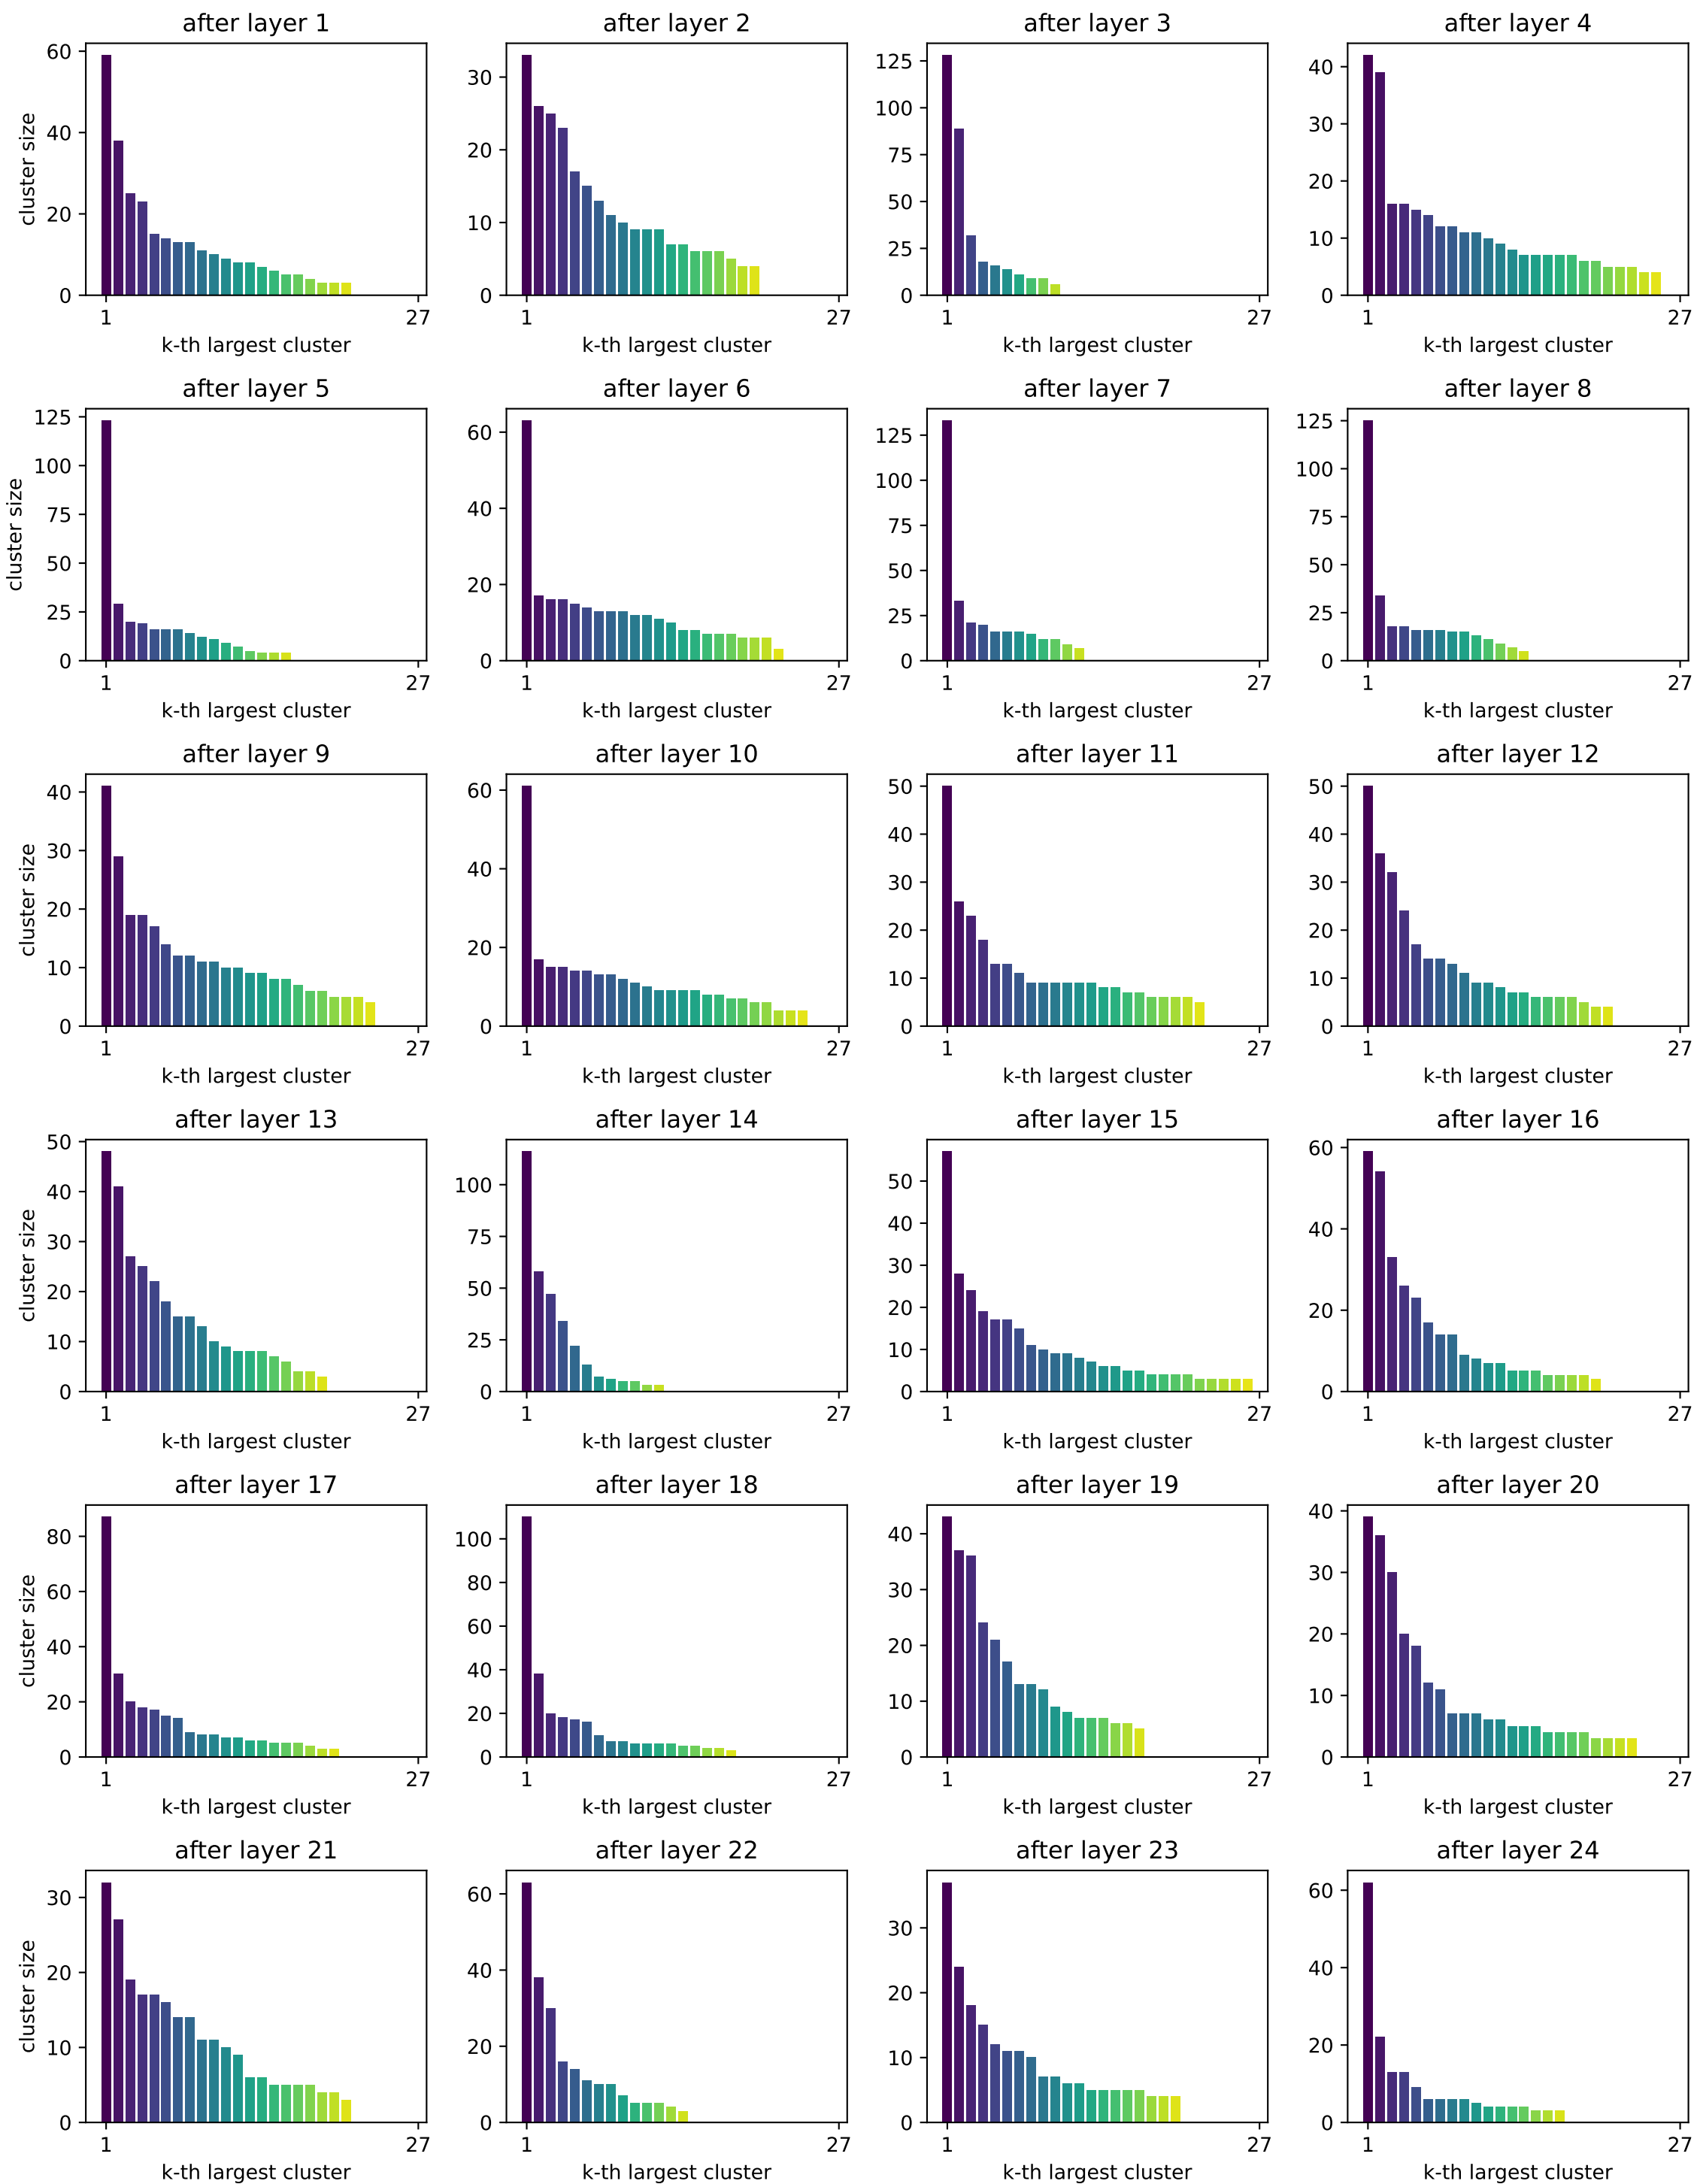 after layer 1
after layer 2
after layer 3
after layer 4
cluster size
60
40
20
0
30
20
10
0
125
100
75
50
25
0
40
30
20
10
0
1 27
1 27
1 27
1 27
k-th largest cluster
k-th largest cluster
k-th largest cluster
k-th largest cluster
after layer 5
after layer 6
after layer 7
after layer 8
cluster size
125
100
75
50
25
0
60
40
20
0
125
100
75
50
25
0
125
100
75
50
25
0
1 27
1 27
1 27
1 27
k-th largest cluster
k-th largest cluster
k-th largest cluster
k-th largest cluster
after layer 9
after layer 10
after layer 11
after layer 12
cluster size
40
30
20
10
0
60
40
20
0
50
40
30
20
10
0
50
40
30
20
10
0
1 27
1 27
1 27
1 27
k-th largest cluster
k-th largest cluster
k-th largest cluster
k-th largest cluster
after layer 13
after layer 14
after layer 15
after layer 16
cluster size
50
40
30
20
10
0
100
75
50
25
0
50
40
30
20
10
0
60
40
20
0
1 27
1 27
1 27
1 27
k-th largest cluster
k-th largest cluster
k-th largest cluster
k-th largest cluster
after layer 17
after layer 18
after layer 19
after layer 20
cluster size
80
60
40
20
0
100
80
60
40
20
0
40
30
20
10
0
40
30
20
10
0
1 27
1 27
1 27
1 27
k-th largest cluster
k-th largest cluster
k-th largest cluster
k-th largest cluster
after layer 21
after layer 22
after layer 23
after layer 24
cluster size
30
20
10
0
60
40
20
0
30
20
10
0
60
40
20
0
1 27
1 27
1 27
1 27
k-th largest cluster
k-th largest cluster
k-th largest cluster
k-th largest cluster